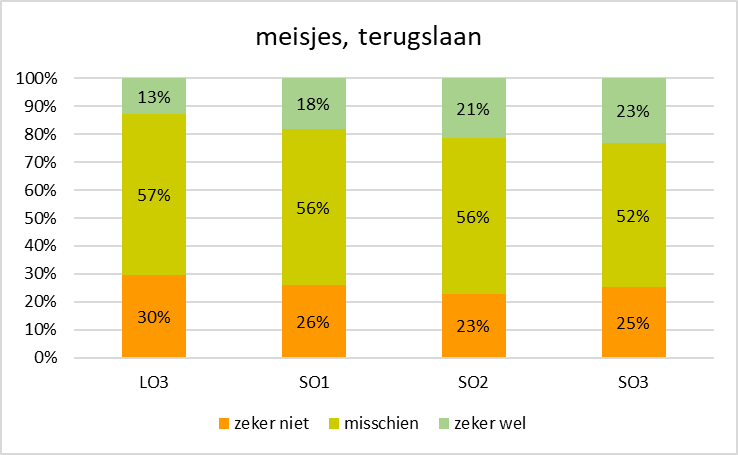 meisjes, terugslaan
100%
90%
80%
70%
60%
50%
40%
30%
20%
10%
0%
13% 18% 21% 23%
57% 56% 56% 52%
30% 26% 23% 25%
LO3 SO1 SO2 SO3
zeker niet misschien zeker wel